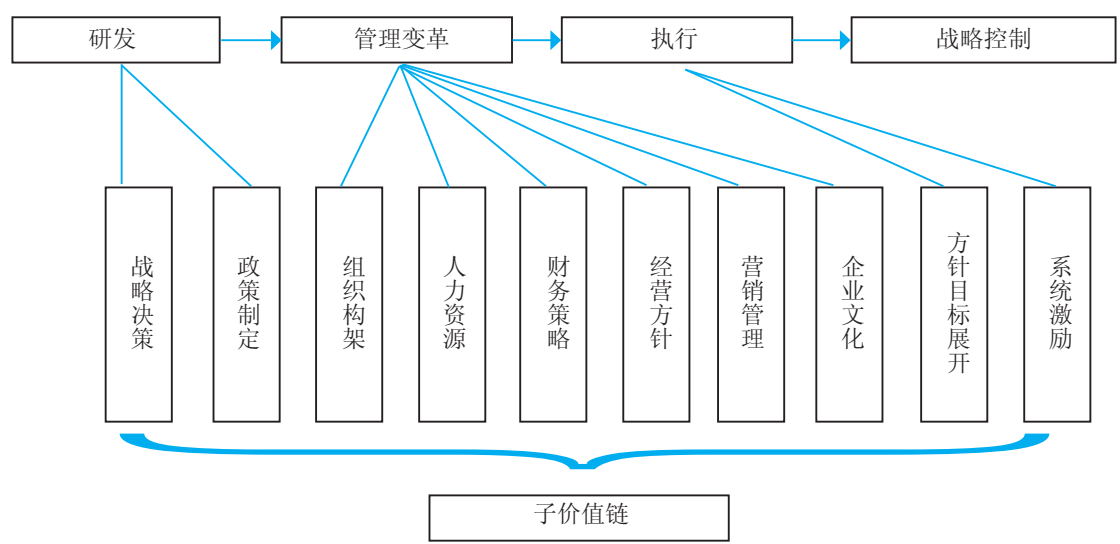 研发
管理变革
执行
战略控制
战略决策
政策制定
组织构架
人力资源
财务策略
经营方针
营销管理
企业文化
方针目标展开
系统激励
子价值链